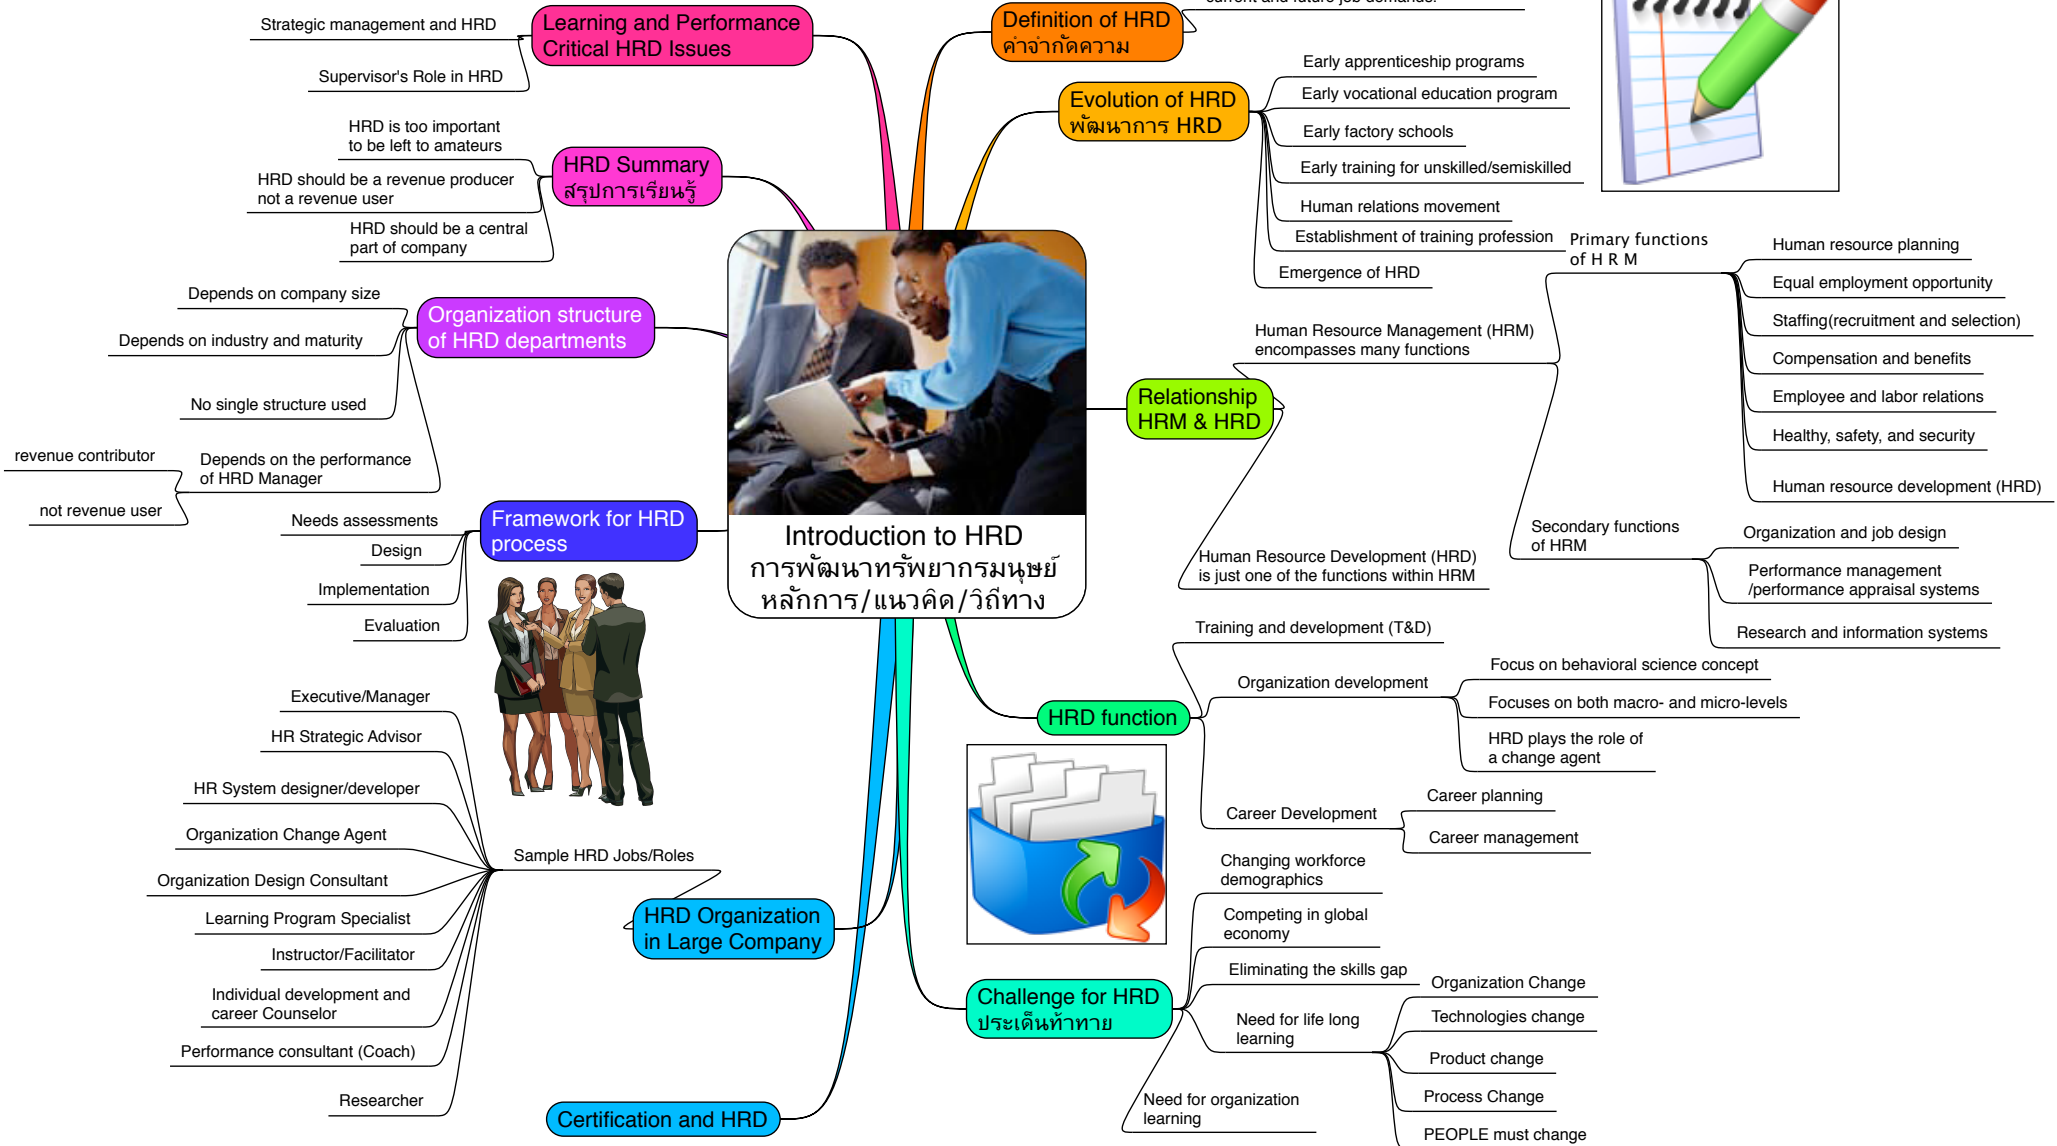 Introduction to HRD
การพัฒนาทรัพยากรมนุษย์
หลักการ/แนวคิด/วิถีทาง
Definition of HRD
คำจำกัดความ
current and future job demands.
Evolution of HRD
พัฒนาการ HRD
Early apprenticeship programs
Early vocational education program
Early factory schools
Early training for unskilled/semiskilled
Human relations movement
Establishment of training profession
Emergence of HRD
Relationship
HRM & HRD
Human Resource Management (HRM)
encompasses many functions
Primary functions
of H R M
Human resource planning
Equal employment opportunity
Staffing(recruitment and selection)
Compensation and benefits
Employee and labor relations
Healthy, safety, and security
Human resource development (HRD)
Secondary functions
of HRM
Organization and job design
Performance management
/performance appraisal systems
Research and information systems
Human Resource Development (HRD)
is just one of the functions within HRM
HRD function
Training and development (T&D)
Organization development
Focus on behavioral science concept
Focuses on both macro- and micro-levels
HRD plays the role of
a change agent
Career Development
Career planning
Career management
Challenge for HRD
ประเด็นท้าทาย
Changing workforce
demographics
Competing in global
economy
Eliminating the skills gap
Need for life long
learning
Organization Change
Technologies change
Product change
Process Change
PEOPLE must change
Need for organization
learning
Learning and Performance
Critical HRD Issues
Strategic management and HRD
Supervisor's Role in HRD
HRD Summary
สรุปการเรียนรู้
HRD is too important
to be left to amateurs
HRD should be a revenue producer
not a revenue user
HRD should be a central
part of company
Organization structure
of HRD departments
Depends on company size
Depends on industry and maturity
No single structure used
Depends on the performance
of HRD Manager
revenue contributor
not revenue user
Framework for HRD
process
Needs assessments
Design
Implementation
Evaluation
HRD Organization
in Large Company
Sample HRD Jobs/Roles
Executive/Manager
HR Strategic Advisor
HR System designer/developer
Organization Change Agent
Organization Design Consultant
Learning Program Specialist
Instructor/Facilitator
Individual development and
career Counselor
Performance consultant (Coach)
Researcher
Certification and HRD